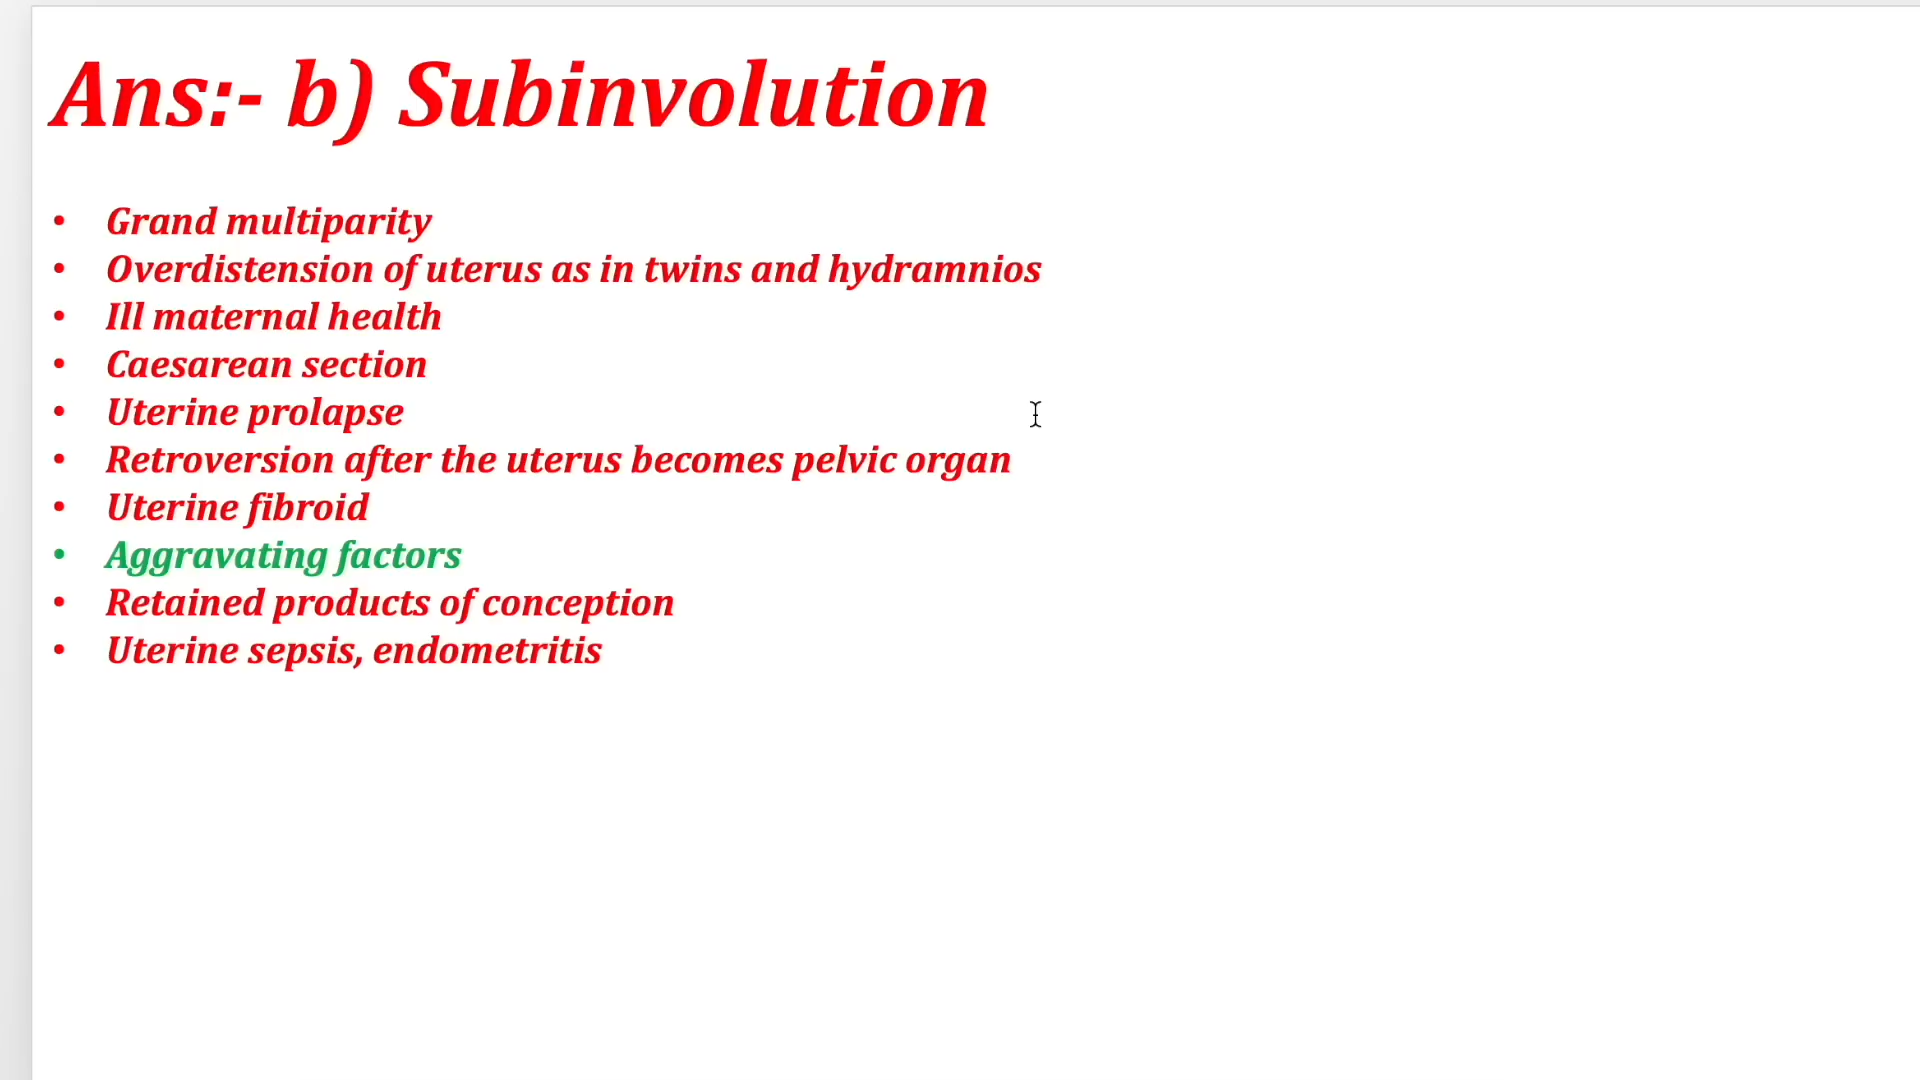 Ans:- b) Subinvolution
• Grand multiparity
• Overdistension of uterus as in twins and hydramnios
• Ill maternal health
• Caesarean section
• Uterine prolapse
• Retroversion after the uterus becomes pelvic organ
• Uterine fibroid
• Aggravating factors
• Retained products of conception
• Uterine sepsis, endometritis